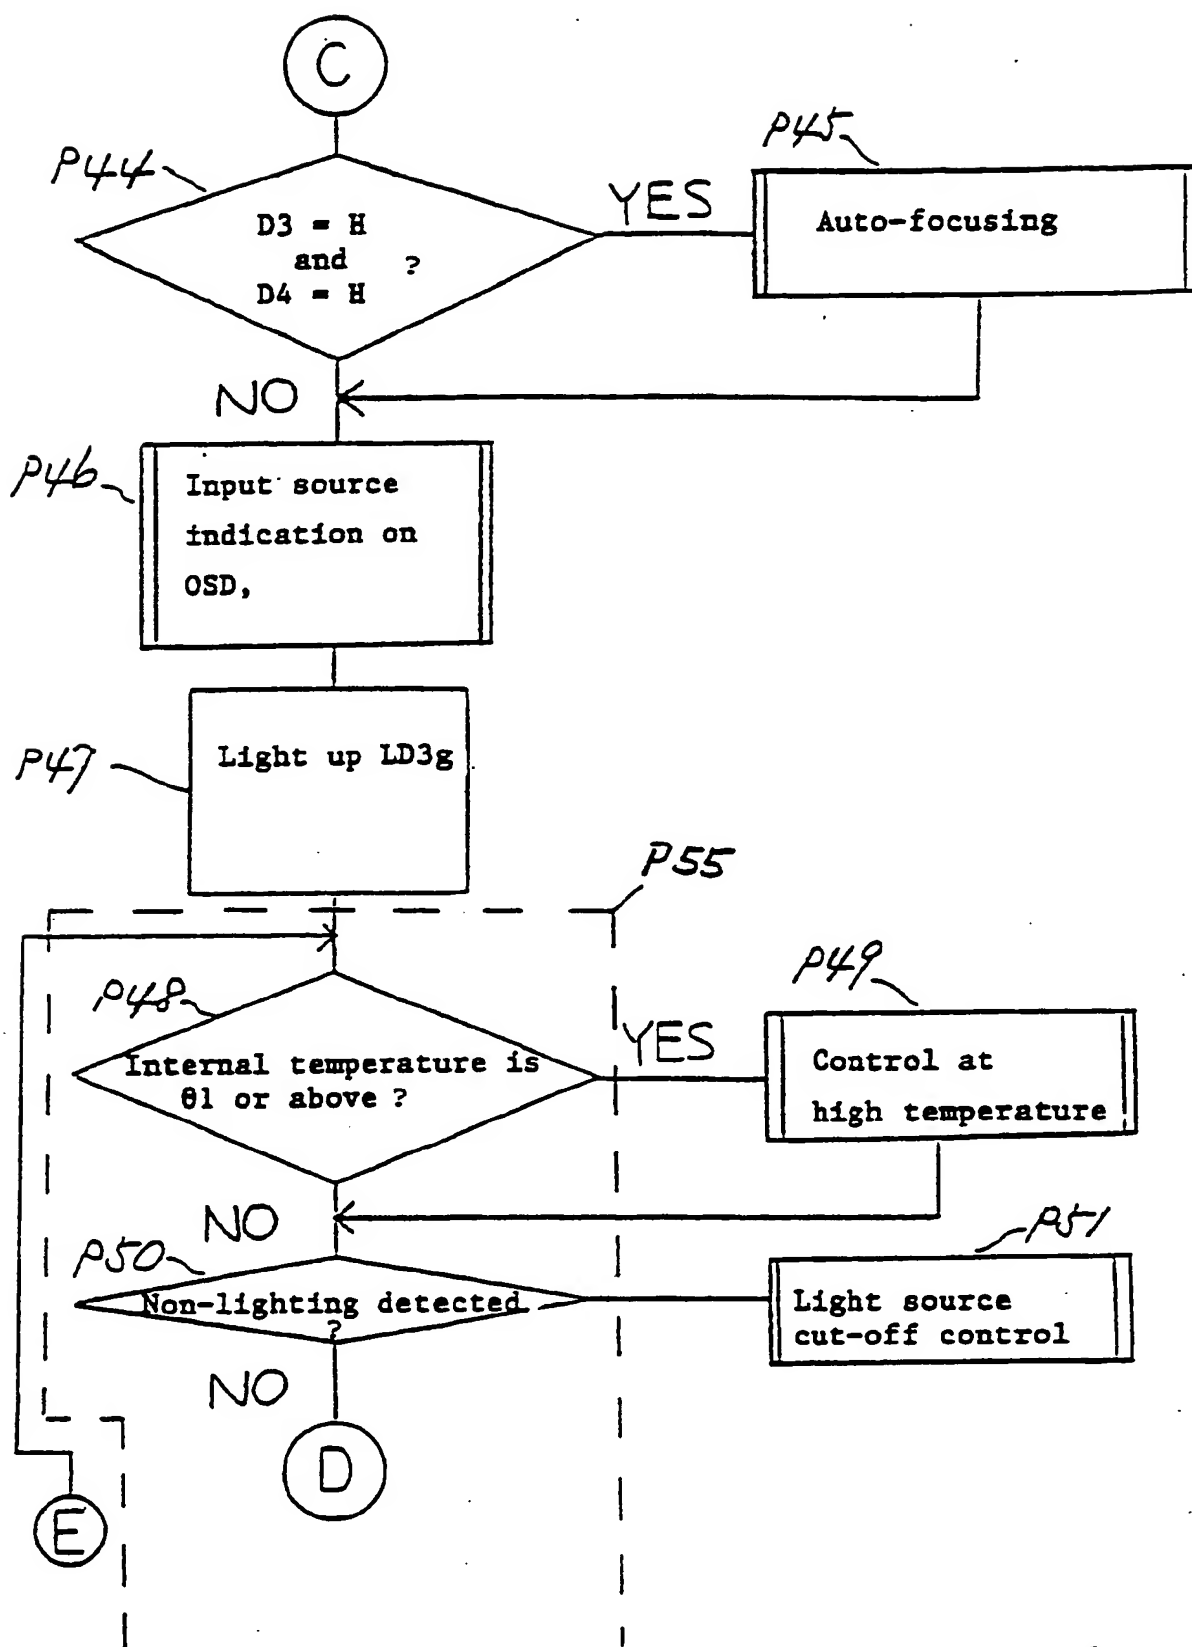 C
P44
D3 = H
and ?
D4 = H
YES
P45
Auto-focusing
NO
P46
Input source
indication on
OSD,
P47
Light up LD3g
P55
P48
Internal temperature is
θ1 or above ?
YES
P49
Control at
high temperature
NO
P50
Non-lighting detected
?
P51
Light source
cut-off control
NO
D
E